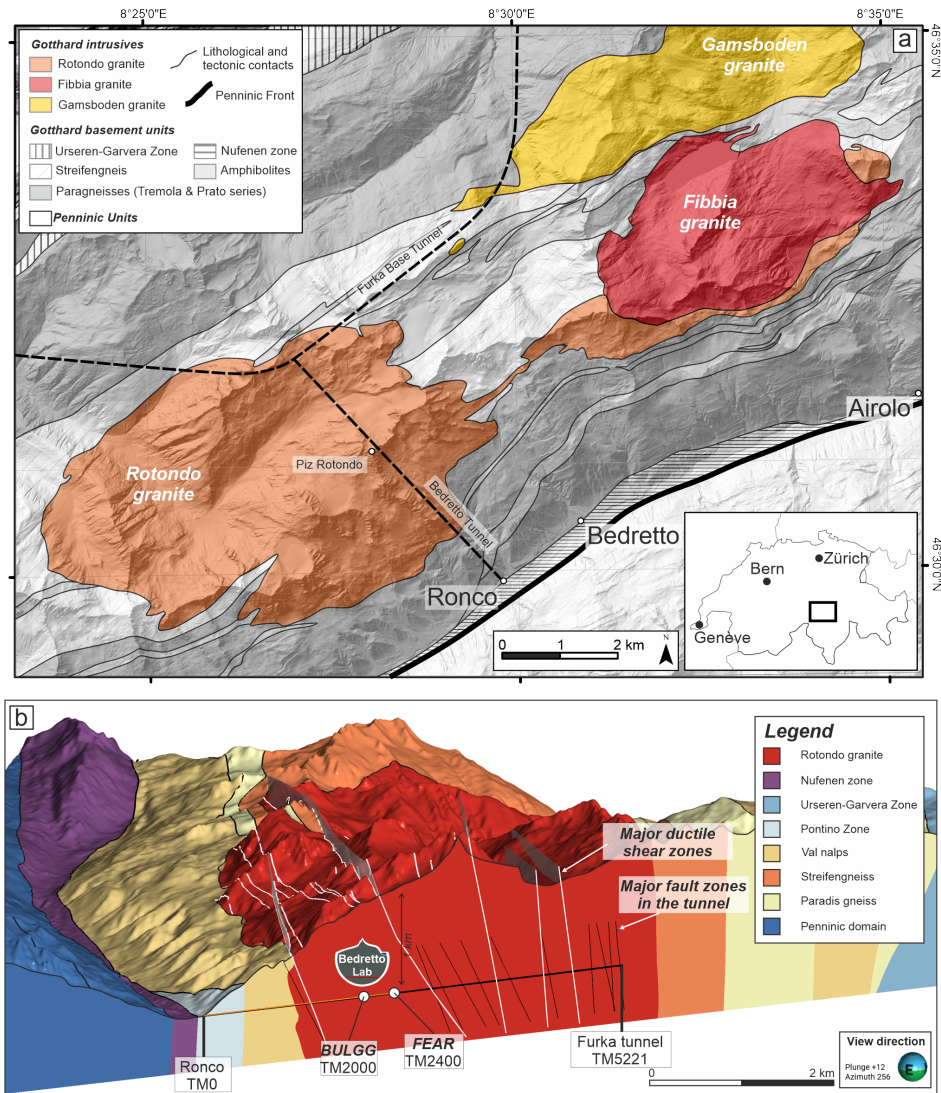 8°25'0"E
8°30'0"E
8°35'0"E
a
46°35'0"N
46°30'0"N
Gotthard intrusives
Rotondo granite
Fibbia granite
Gamsboden granite
Lithological and
tectonic contacts
Penninic Front
Gotthard basement units
Urseren-Garvera Zone
Nufenen zone
Streifengneis
Amphibolites
Paragneisses (Tremola & Prato series)
Penninic Units
Gamsboden
granite
Fibbia
granite
Furka Base Tunnel
Rotondo
granite
Piz Rotondo
Bedretto Tunnel
Airolo
Bedretto
Ronco
0 1 2 km
N
Zürich
Bern
Genève
b
Legend
Rotondo granite
Nufenen zone
Urseren-Garvera Zone
Pontino Zone
Val nalps
Streifengneiss
Paradis gneiss
Penninic domain
Major ductile
shear zones
Major fault zones
in the tunnel
1 km
Bedretto
Lab
Ronco
TM0
BULGG
TM2000
FEAR
TM2400
Furka tunnel
TM5221
0 2 km
View direction
Plunge +12
Azimuth 256
E